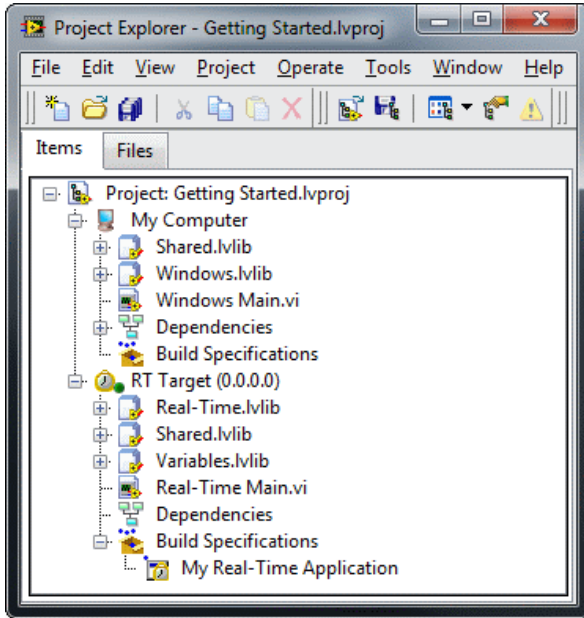 Project Explorer - Getting Started.lvproj
File Edit View Project Operate Tools Window Help
Items Files
Project: Getting Started.lvproj
My Computer
Shared.lvlib
Windows.lvlib
Windows Main.vi
Dependencies
Build Specifications
RT Target (0.0.0.0)
Real-Time.lvlib
Shared.lvlib
Variables.lvlib
Real-Time Main.vi
Dependencies
Build Specifications
My Real-Time Application